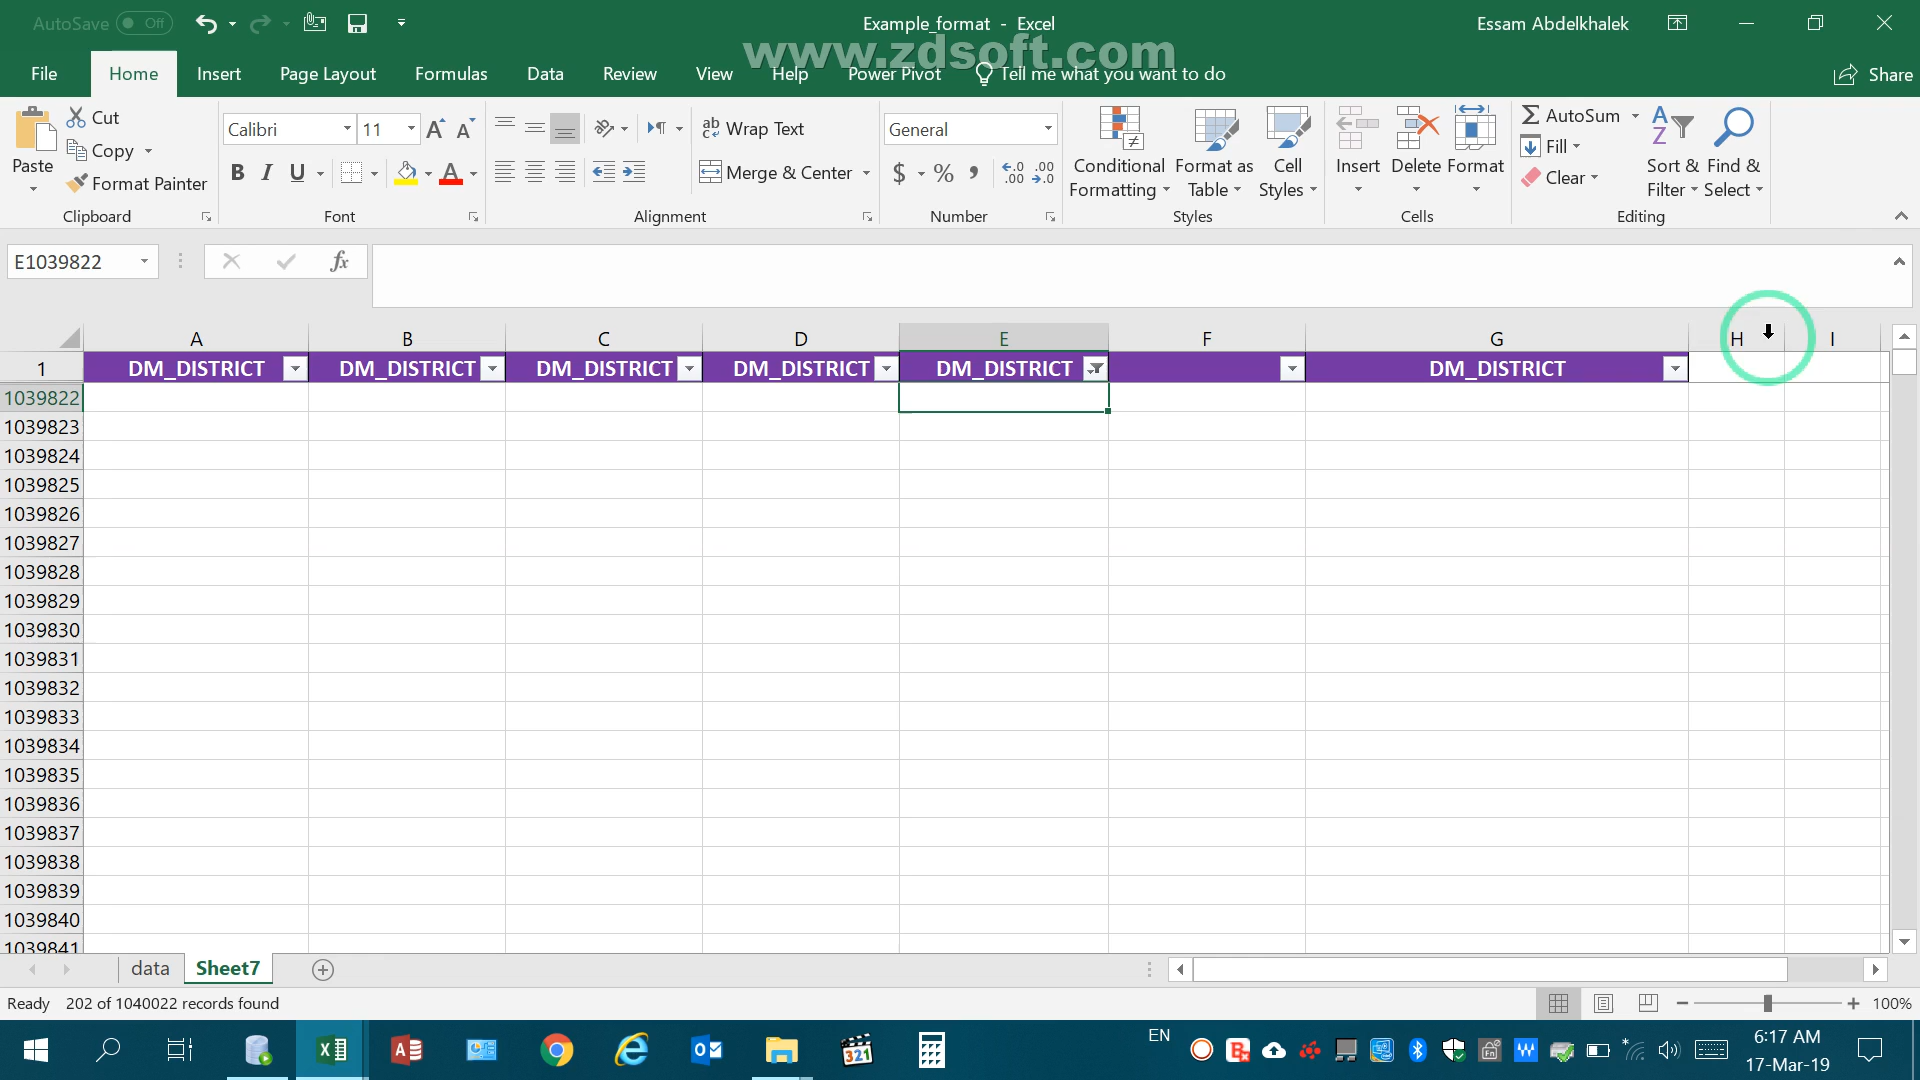 AutoSave Off
Example_format - Excel
Essam Abdelkhalek
www.zdsoft.com
File Home Insert Page Layout Formulas Data Review View Help Power Pivot Tell me what you want to do Share
Paste Cut
Copy
Format Painter
Clipboard
Calibri 11
A A
B I U A
Font
ab Wrap Text
Merge & Center
Alignment
General
$ % ,
Number
Conditional Formatting
Format as Table
Cell Styles
Styles
Insert Delete Format
Cells
AutoSum
Fill
Clear
Sort & Filter
Find & Select
Editing
E1039822 fx
A B C D E F G H I
1 DM_DISTRICT DM_DISTRICT DM_DISTRICT DM_DISTRICT DM_DISTRICT DM_DISTRICT
1039822
1039823
1039824
1039825
1039826
1039827
1039828
1039829
1039830
1039831
1039832
1039833
1039834
1039835
1039836
1039837
1039838
1039839
1039840
1039841
data Sheet7
Ready 202 of 1040022 records found
100%
EN
6:17 AM
17-Mar-19